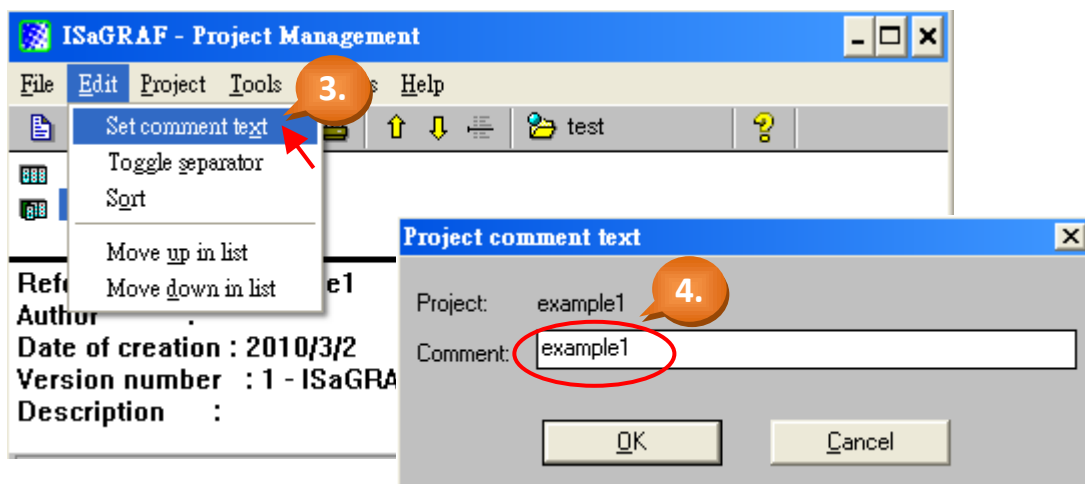 ISaGRAF - Project Management
File Edit Project Tools s Help
3.
Set comment text
test
Toggle separator
Sort
Move up in list
Move down in list
Refe e1
Author :
Date of creation : 2010/3/2
Version number : 1 - ISaGRA
Description :
Project comment text
Project: example1
4.
Comment: example1
OK Cancel